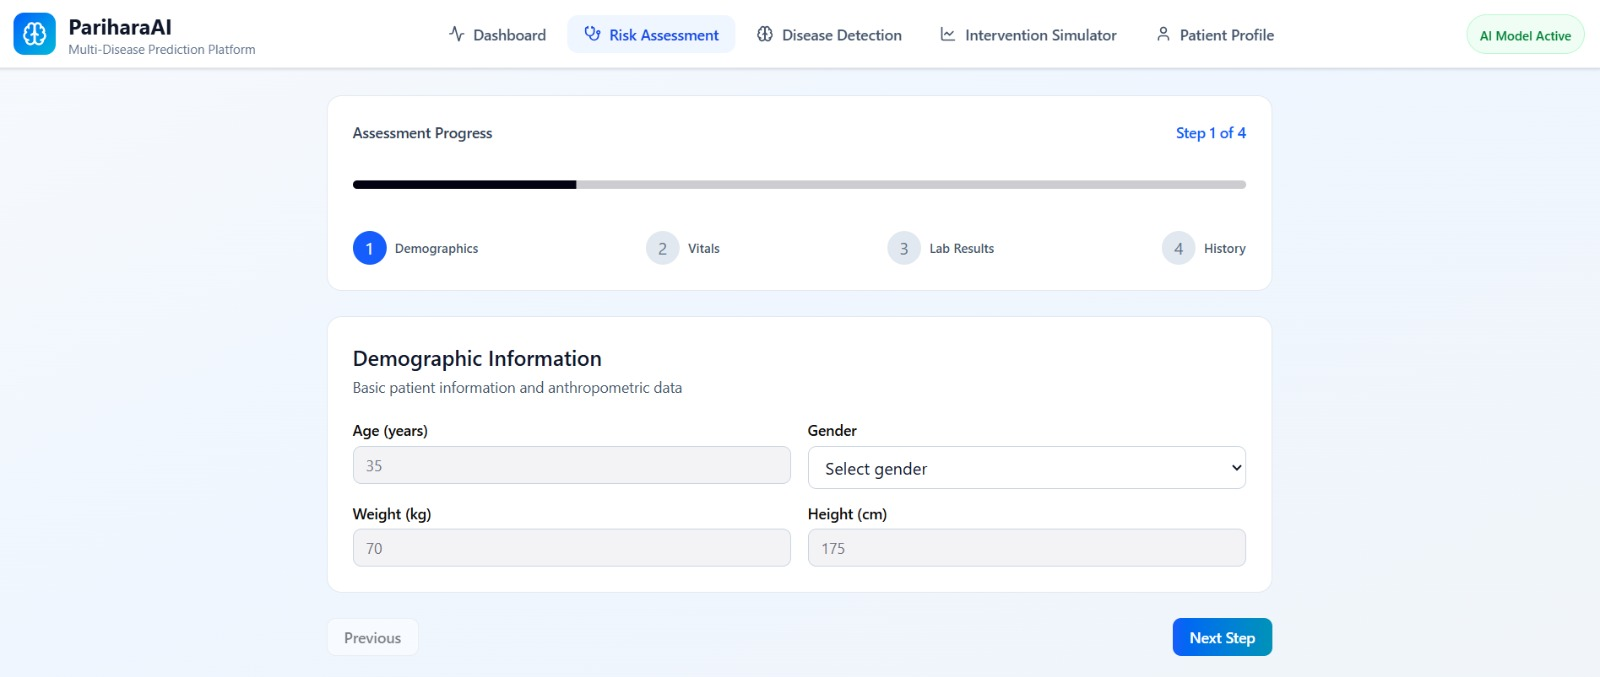 PariharaAI
Multi-Disease Prediction Platform
Dashboard
Risk Assessment
Disease Detection
Intervention Simulator
Patient Profile
AI Model Active
Assessment Progress
Step 1 of 4
1 Demographics
2 Vitals
3 Lab Results
4 History
Demographic Information
Basic patient information and anthropometric data
Age (years)
35
Gender
Select gender
Weight (kg)
70
Height (cm)
175
Previous
Next Step